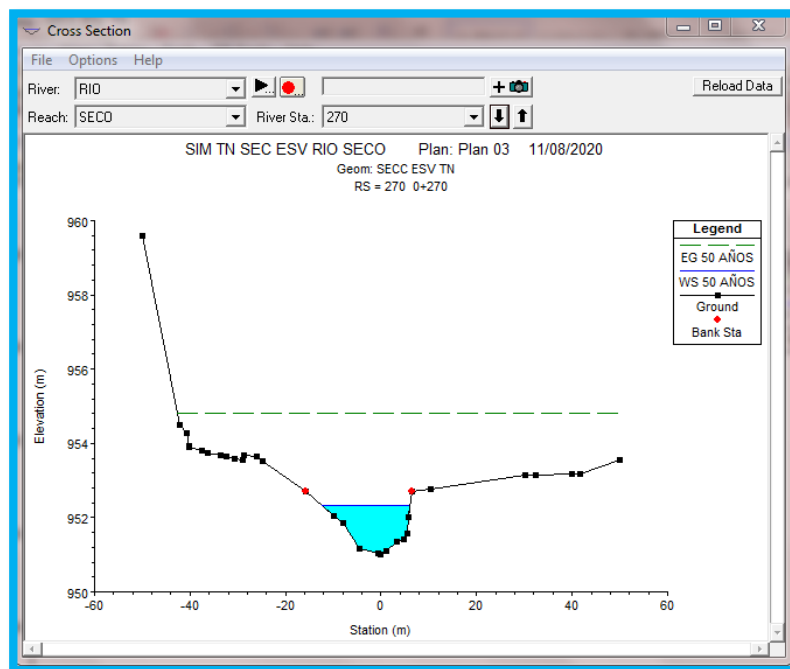 Cross Section
File Options Help
River: RIO
Reload Data
Reach: SECO River Sta.: 270
SIM TN SEC ESV RIO SECO Plan: Plan 03 11/08/2020
Geom: SECC ESV TN
RS = 270 0+270
Legend
EG 50 AÑOS
WS 50 AÑOS
Ground
Bank Sta
960
958
956
954
952
950
Elevation (m)
-60 -40 -20 0 20 40 60
Station (m)